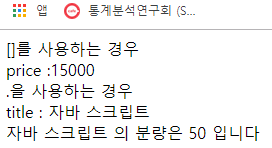 앱 통계분석연구회 (S...
[]를 사용하는 경우
price :15000
.을 사용하는 경우
title : 자바 스크립트
자바 스크립트 의 분량은 50 입니다